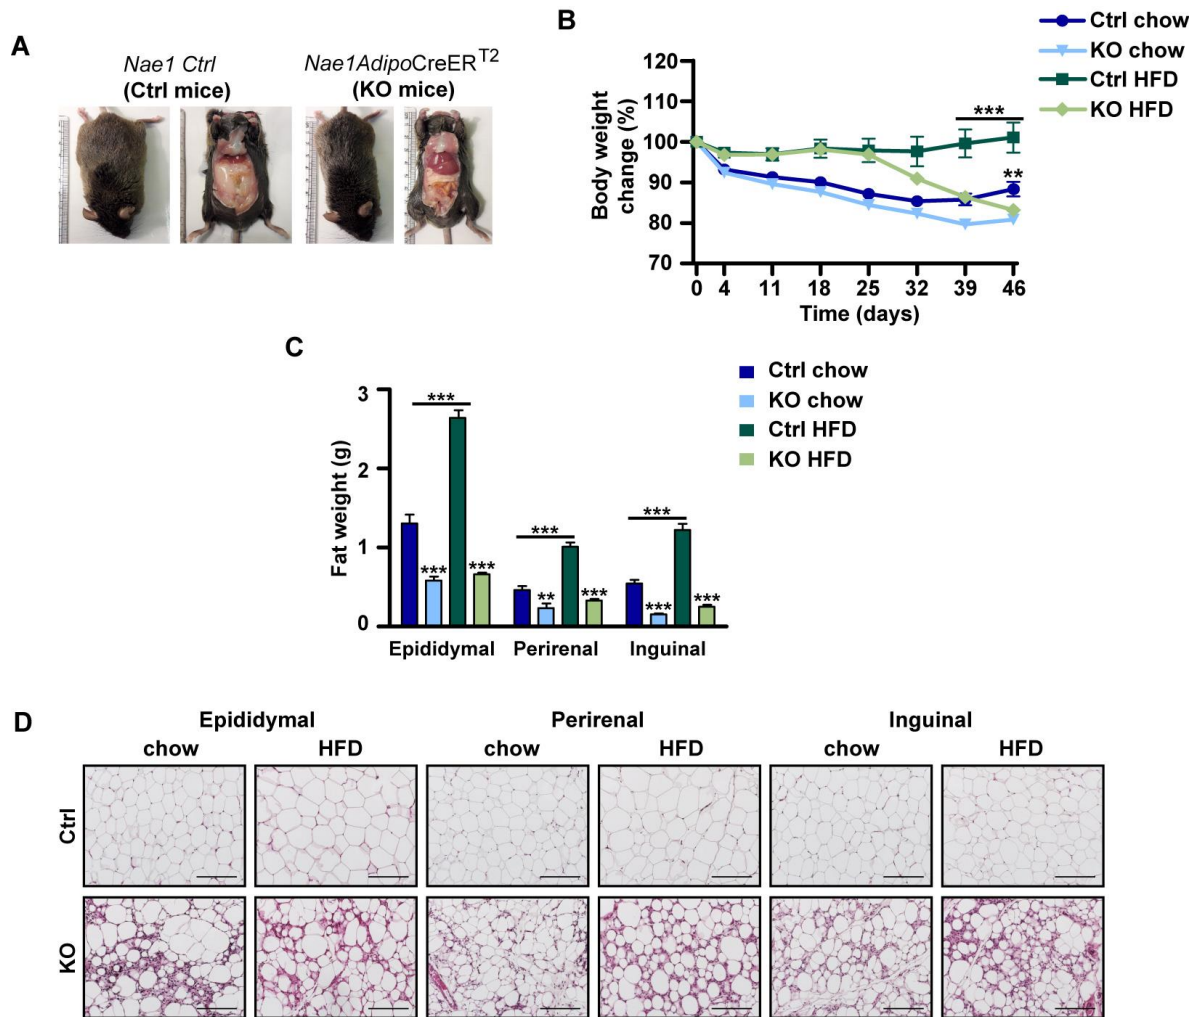 A
Nae1 Ctrl
(Ctrl mice)
Nae1AdipoCreER^T2
(KO mice)
B
Ctrl chow
KO chow
Ctrl HFD
KO HFD
Body weight
change (%)
120
110
100
90
80
70
***
**
0 4 11 18 25 32 39 46
Time (days)
C
Ctrl chow
KO chow
Ctrl HFD
KO HFD
Fat weight (g)
3
2
1
0
***
*** ***
***
** ***
***
*** ***
Epididymal Perirenal Inguinal
D
Epididymal Perirenal Inguinal
chow HFD chow HFD chow HFD
Ctrl
KO